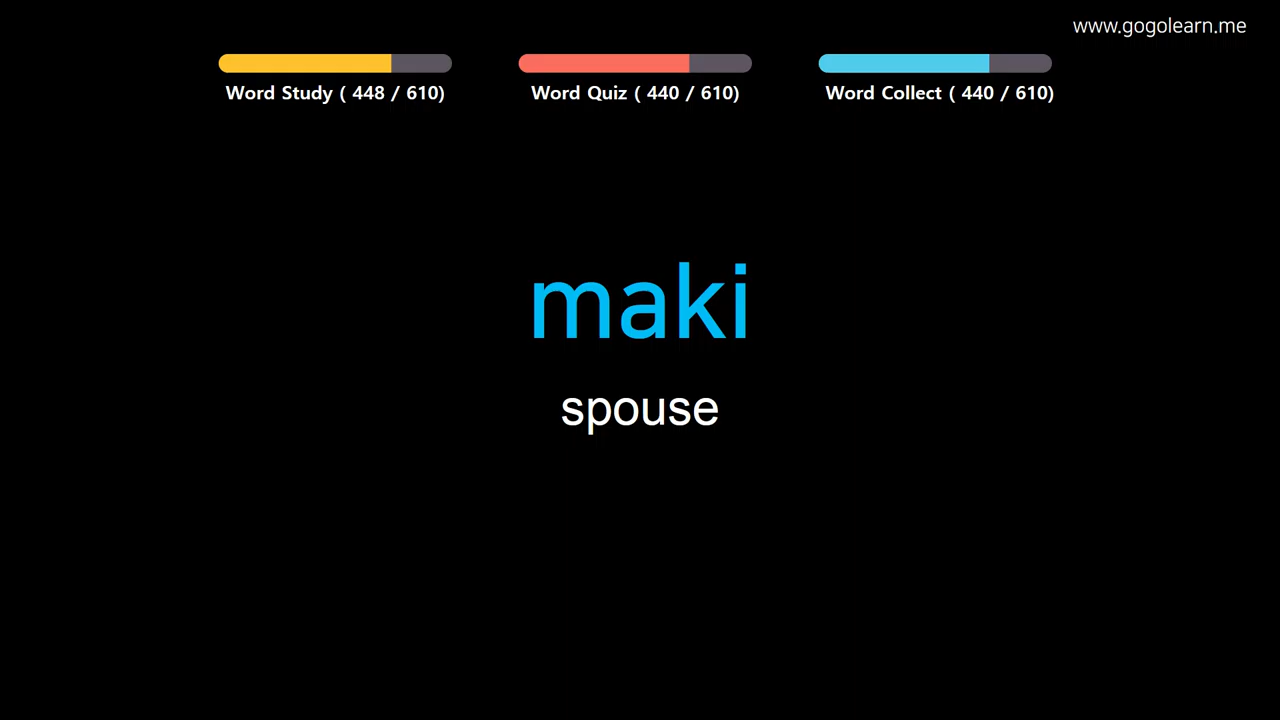 www.gogolearn.me
Word Study ( 448 / 610)
Word Quiz ( 440 / 610)
Word Collect ( 440 / 610)
maki
spouse